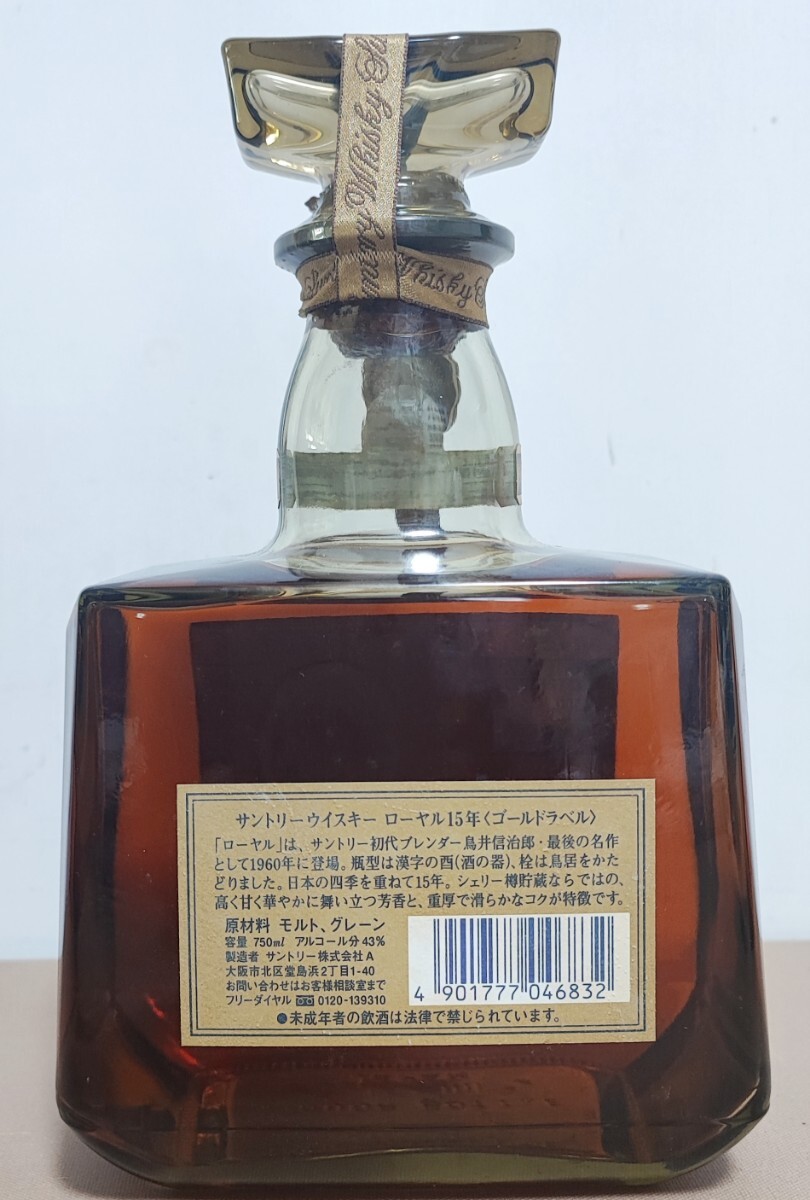 Whisky
Whisky
サントリーウイスキー ローヤル15年〈ゴールドラベル〉
「ローヤル」は、サントリー初代ブレンダー鳥井信治郎・最後の名作
として1960年に登場。瓶型は漢字の酉(酒の器)、栓は鳥居をかた
どりました。日本の四季を重ねて15年。シェリー樽貯蔵ならではの、
高く甘く華やかに舞い立つ芳香と、重厚で滑らかなコクが特徴です。
原材料 モルト、グレーン
容量 750ml アルコール分43%
製造者 サントリー株式会社A
大阪市北区堂島浜2丁目1-40
お問い合わせはお客様相談室まで
フリーダイヤル 0120-139310
4 901777 046832
●未成年者の飲酒は法律で禁じられています。